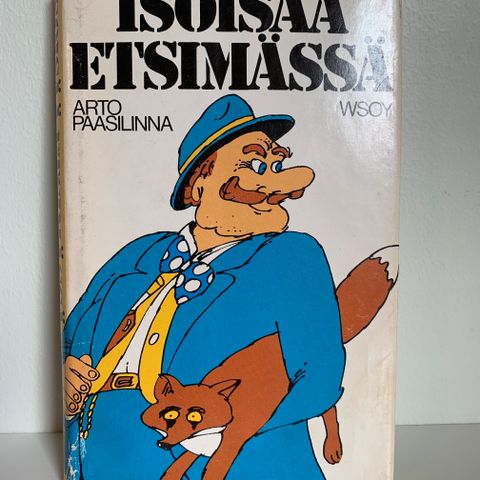 ISOISÄÄ
ETSIMÄSSÄ
ARTO
PAASILINNA
WSOY